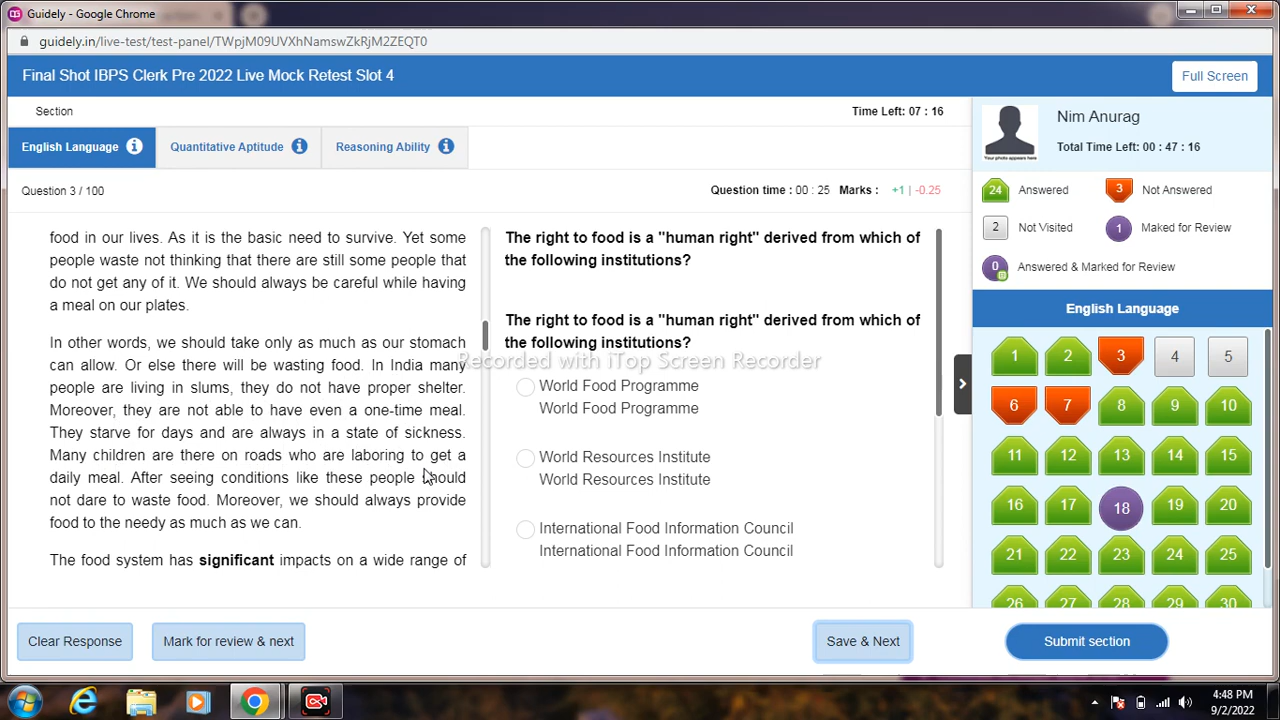 Guidely - Google Chrome
guidely.in/live-test/test-panel/TWpjM09UVXhNamswZkRjM2ZEQT0
Final Shot IBPS Clerk Pre 2022 Live Mock Retest Slot 4
Full Screen
Section
Time Left: 07 : 16
English Language
Quantitative Aptitude
Reasoning Ability
Question 3 / 100
Question time : 00 : 25 Marks : +1 | -0.25
food in our lives. As it is the basic need to survive. Yet some
people waste not thinking that there are still some people that
do not get any of it. We should always be careful while having
a meal on our plates.
In other words, we should take only as much as our stomach
can allow. Or else there will be wasting food. In India many
people are living in slums, they do not have proper shelter.
Moreover, they are not able to have even a one-time meal.
They starve for days and are always in a state of sickness.
Many children are there on roads who are laboring to get a
daily meal. After seeing conditions like these people should
not dare to waste food. Moreover, we should always provide
food to the needy as much as we can.
The food system has significant impacts on a wide range of
The right to food is a "human right" derived from which of
the following institutions?
The right to food is a "human right" derived from which of
the following institutions?
Recorded with iTop Screen Recorder
World Food Programme
World Food Programme
World Resources Institute
World Resources Institute
International Food Information Council
International Food Information Council
Clear Response
Mark for review & next
Save & Next
Nim Anurag
Total Time Left: 00 : 47 : 16
Your photo appears here
24 Answered
3 Not Answered
2 Not Visited
1 Maked for Review
0 Answered & Marked for Review
English Language
1 2 3 4 5
6 7 8 9 10
11 12 13 14 15
16 17 18 19 20
21 22 23 24 25
26 27 28 29 30
Submit section
4:48 PM
9/2/2022